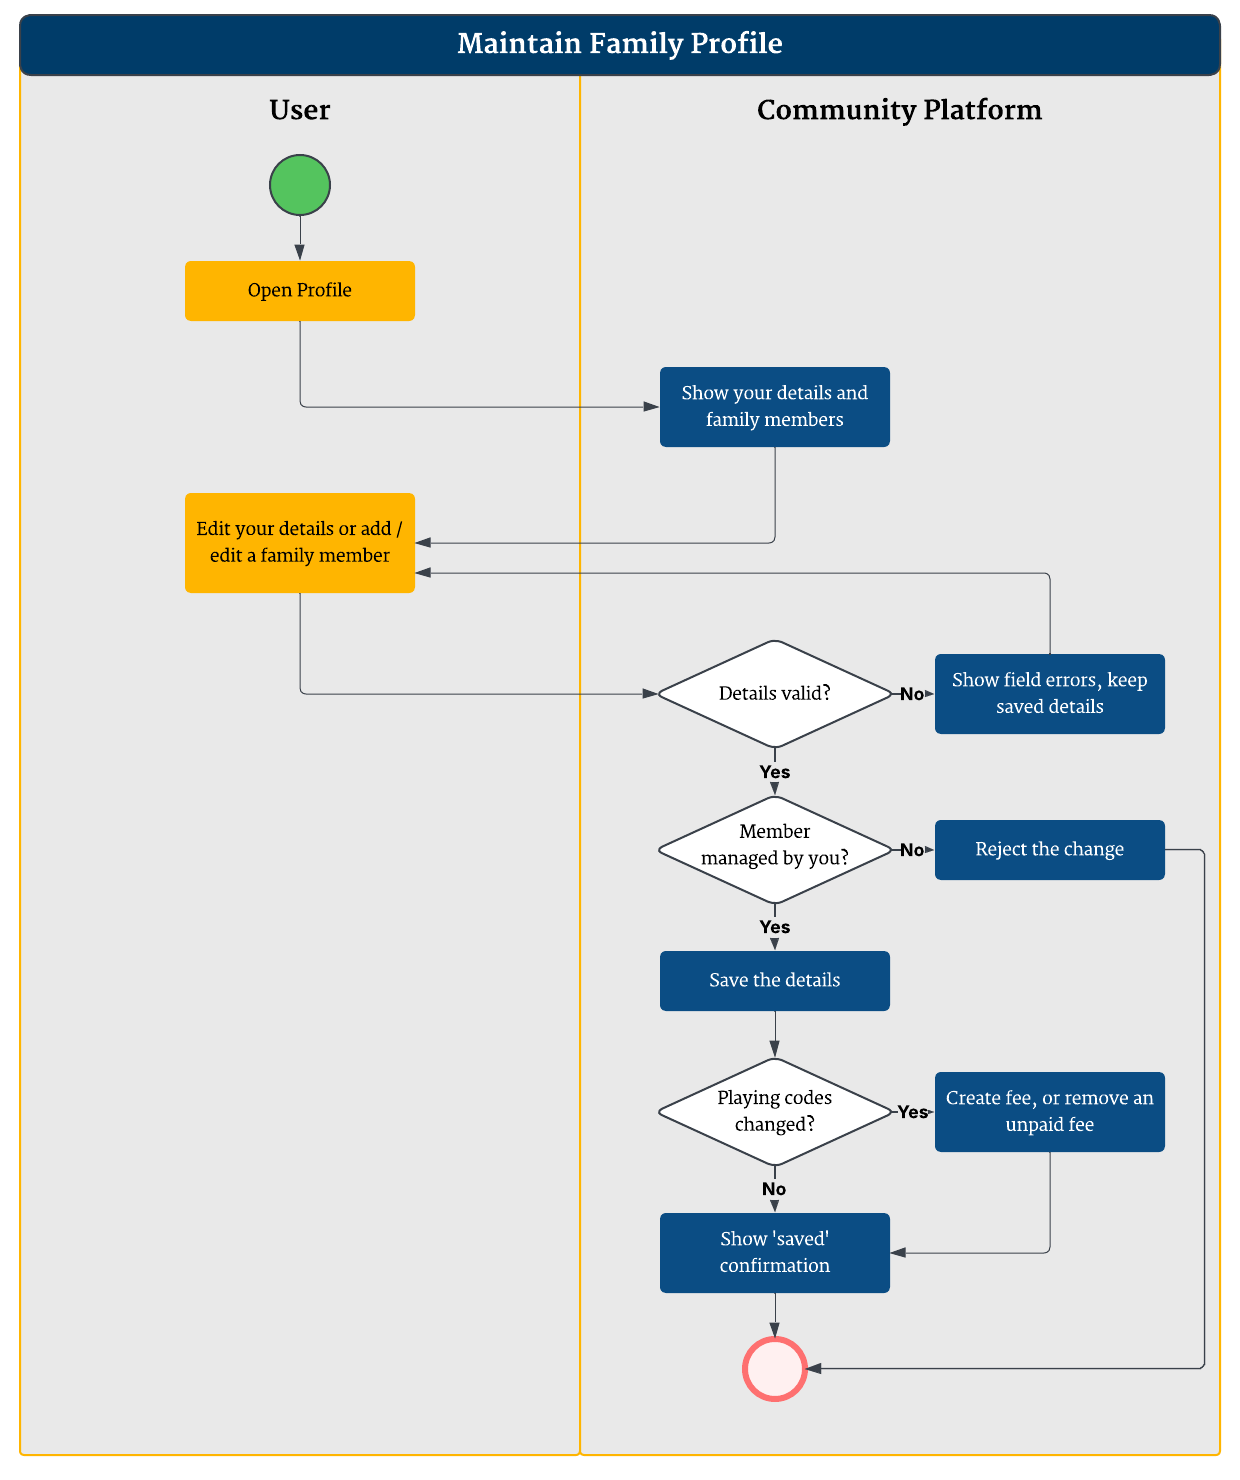 Maintain Family Profile
User
Community Platform
Open Profile
Show your details and
family members
Edit your details or add /
edit a family member
Details valid?
No
Show field errors, keep
saved details
Yes
Member
managed by you?
No
Reject the change
Yes
Save the details
Playing codes
changed?
Yes
Create fee, or remove an
unpaid fee
No
Show 'saved'
confirmation